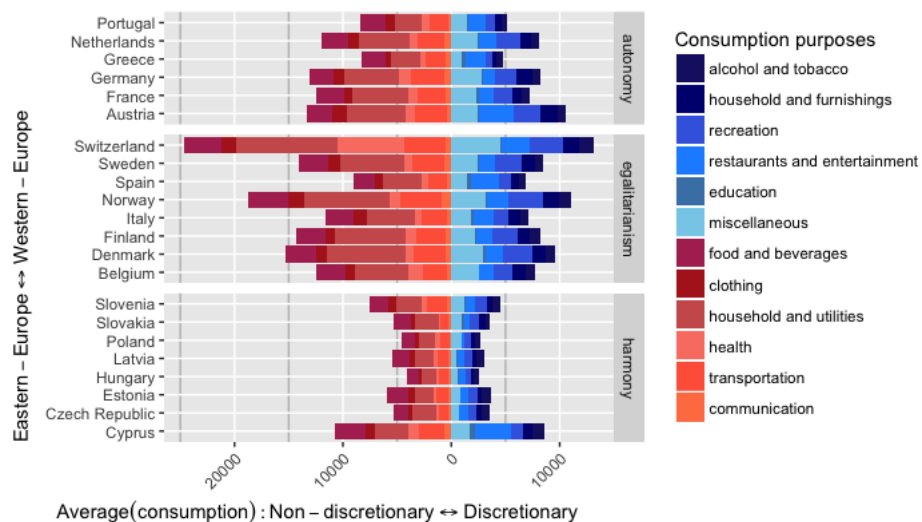 Portugal
Netherlands
Greece
Germany
France
Austria
autonomy
Switzerland
Sweden
Spain
Norway
Italy
Finland
Denmark
Belgium
egalitarianism
Slovenia
Slovakia
Poland
Latvia
Hungary
Estonia
Czech Republic
Cyprus
harmony
Eastern – Europe ↔ Western – Europe
20000
10000
0
10000
Average(consumption) : Non – discretionary ↔ Discretionary
Consumption purposes
alcohol and tobacco
household and furnishings
recreation
restaurants and entertainment
education
miscellaneous
food and beverages
clothing
household and utilities
health
transportation
communication